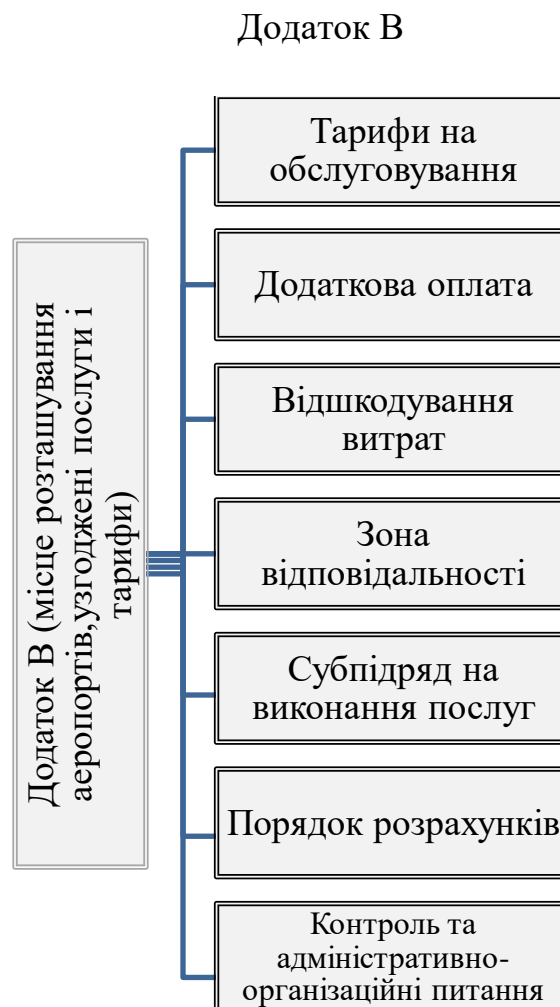 Додаток В
Додаток В (місце розташування
аеропортів,узгоджені послуги і
тарифи)
Тарифи на
обслуговування
Додаткова оплата
Відшкодування
витрат
Зона
відповідальності
Субпідряд на
виконання послуг
Порядок розрахунків
Контроль та
адміністративно-
організаційні питання